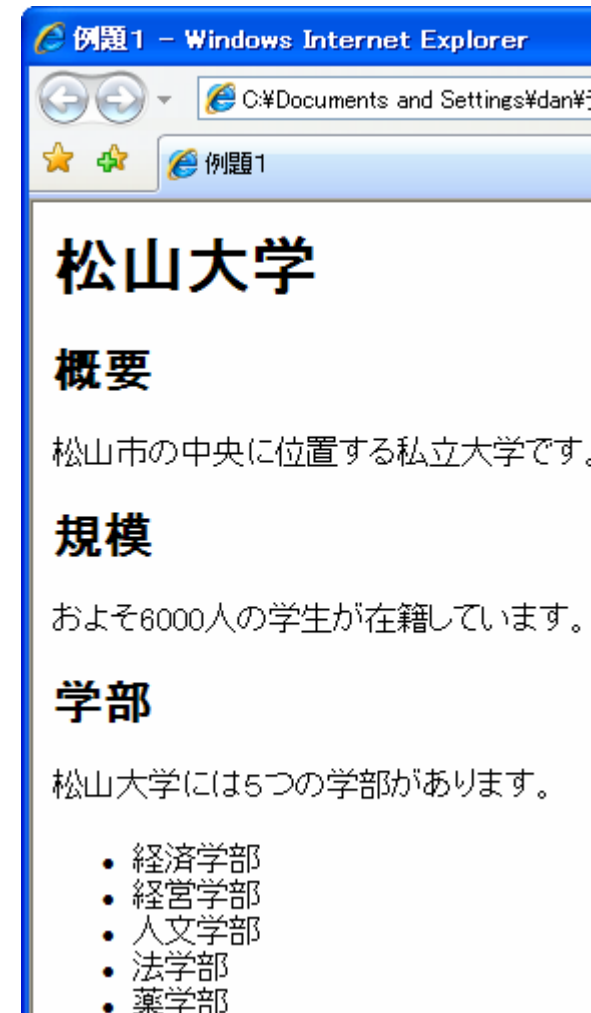 例題1 - Windows Internet Explorer
C:¥Documents and Settings¥dan¥
例題1
松山大学
概要
松山市の中央に位置する私立大学です。
規模
およそ6000人の学生が在籍しています。
学部
松山大学には5つの学部があります。
• 経済学部
• 経営学部
• 人文学部
• 法学部
• 薬学部